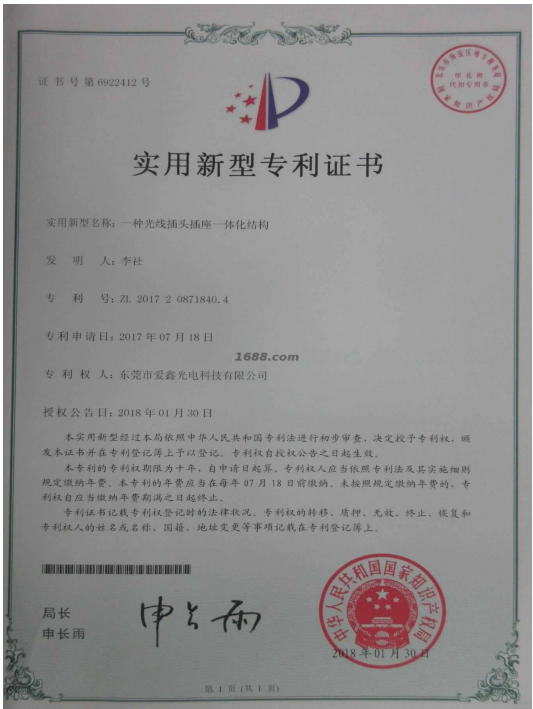 证书号第6922412号
印花税
代扣专用章
国家知识产权局
实用新型专利证书
实用新型名称：一种光线插头插座一体化结构
发 明 人：李社
专 利 号：ZL 2017 2 0871840.4
专利申请日：2017年07月18日
1688.com
专 利 权 人：东莞市爱鑫光电科技有限公司
授权公告日：2018年01月30日
本实用新型经过本局依照中华人民共和国专利法进行初步审查，决定授予专利权，颁
发本证书并在专利登记簿上予以登记。专利权自授权公告之日起生效。
本专利的专利权期限为十年，自申请日起算。专利权人应当依照专利法及其实施细则
规定缴纳年费。本专利的年费应当在每年07月18日前缴纳。未按照规定缴纳年费的，专
利权自应当缴纳年费期满之日起终止。
专利证书记载专利权登记时的法律状况。专利权的转移、质押、无效、终止、恢复和
专利权人的姓名或名称、国籍、地址变更等事项记载在专利登记簿上。
局长
申长雨
申长雨
中华人民共和国国家知识产权局
2018年01月30日
第1页(共1页)